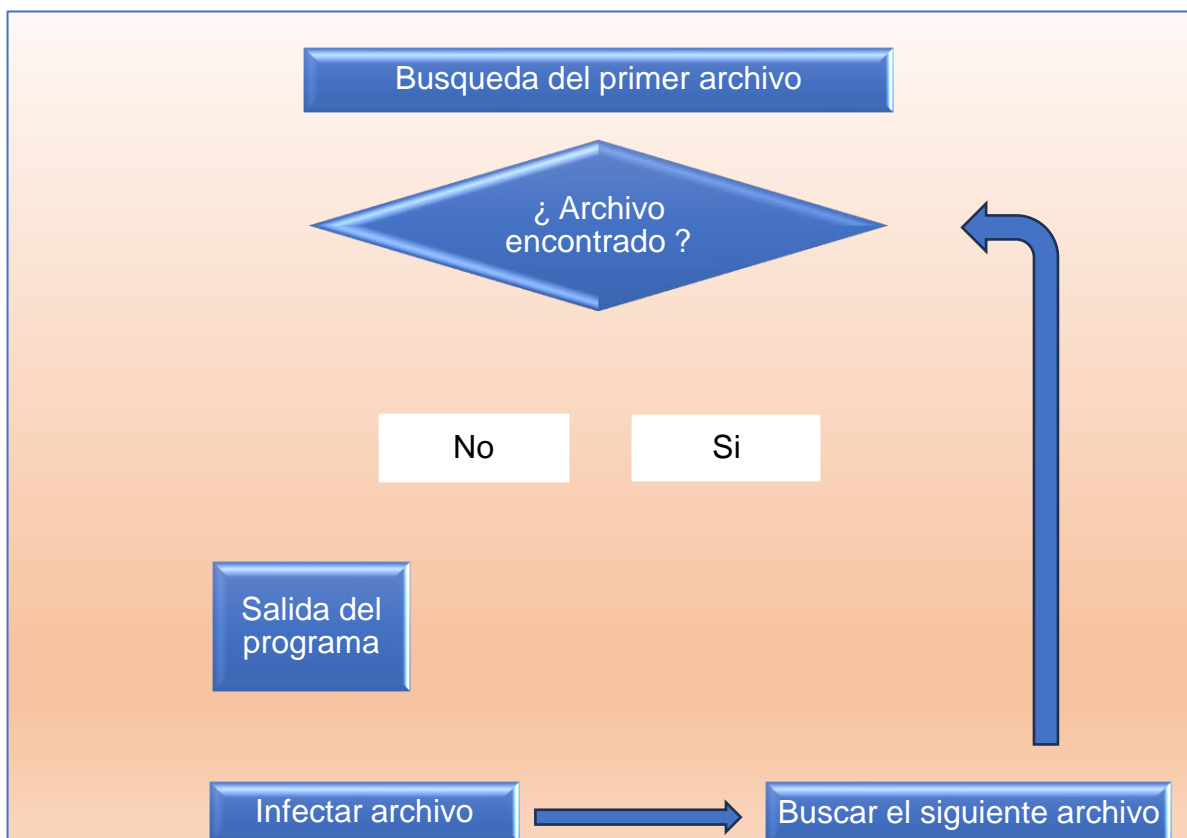 Busqueda del primer archivo
¿ Archivo
encontrado ?
No
Si
Salida del
programa
Infectar archivo
Buscar el siguiente archivo